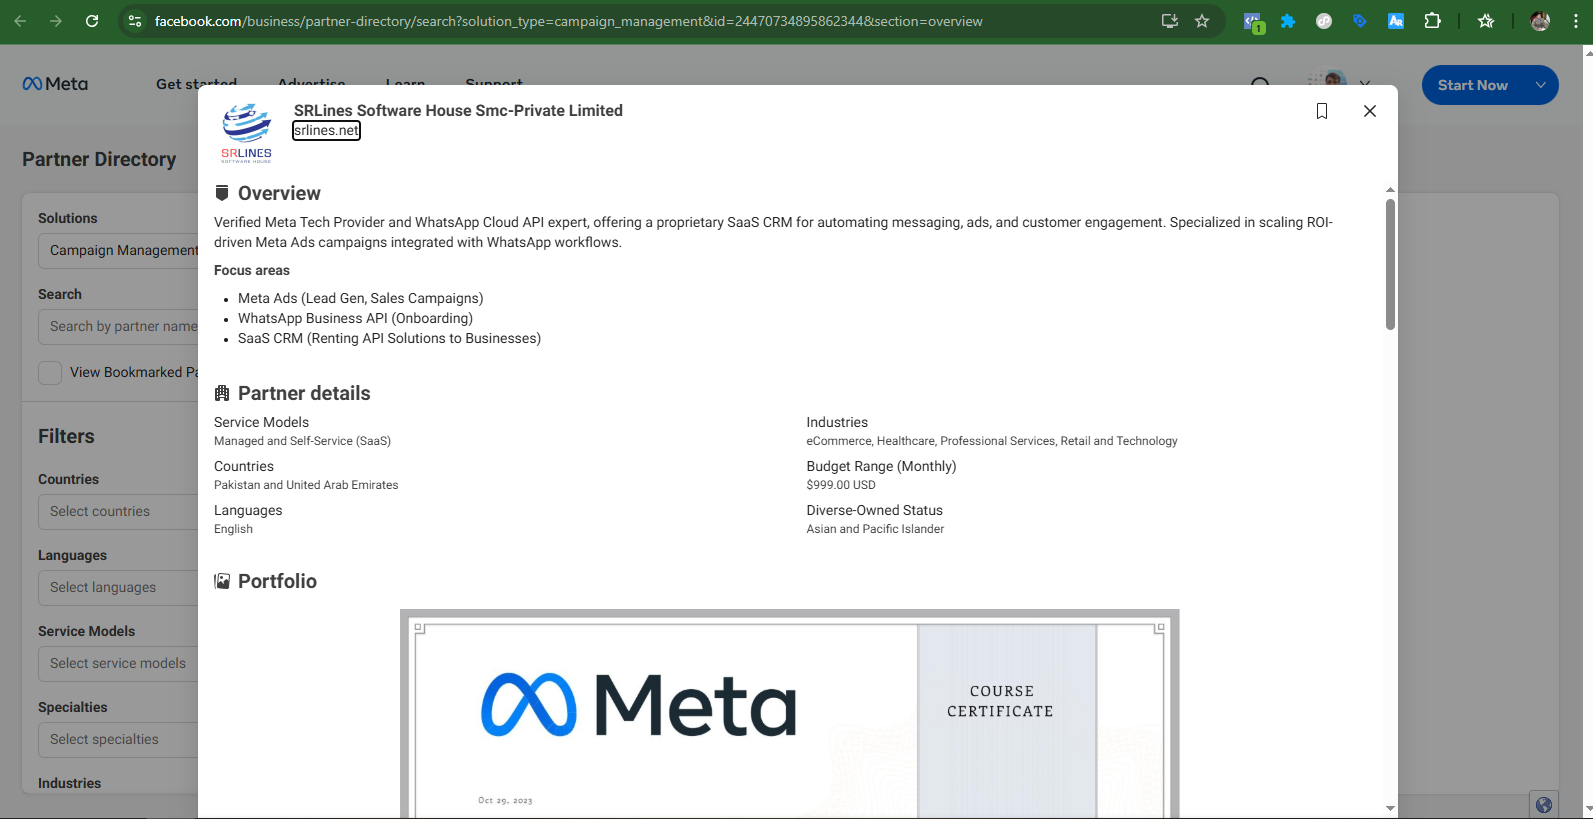 facebook.com/business/partner-directory/search?solution_type=campaign_management&id=24470734895862344&section=overview
1
Meta
Get started
Advertise
Learn
Support
Start Now
SRLines Software House Smc-Private Limited
srlines.net
SRLINES
SOFTWARE HOUSE
Partner Directory
Solutions
Campaign Management
Search
Search by partner name
View Bookmarked Pa
Filters
Countries
Select countries
Languages
Select languages
Service Models
Select service models
Specialties
Select specialties
Industries
Overview
Verified Meta Tech Provider and WhatsApp Cloud API expert, offering a proprietary SaaS CRM for automating messaging, ads, and customer engagement. Specialized in scaling ROI-
driven Meta Ads campaigns integrated with WhatsApp workflows.
Focus areas
Meta Ads (Lead Gen, Sales Campaigns)
WhatsApp Business API (Onboarding)
SaaS CRM (Renting API Solutions to Businesses)
Partner details
Service Models
Managed and Self-Service (SaaS)
Industries
eCommerce, Healthcare, Professional Services, Retail and Technology
Countries
Pakistan and United Arab Emirates
Budget Range (Monthly)
$999.00 USD
Languages
English
Diverse-Owned Status
Asian and Pacific Islander
Portfolio
Meta
COURSE
CERTIFICATE
Oct 29, 2023